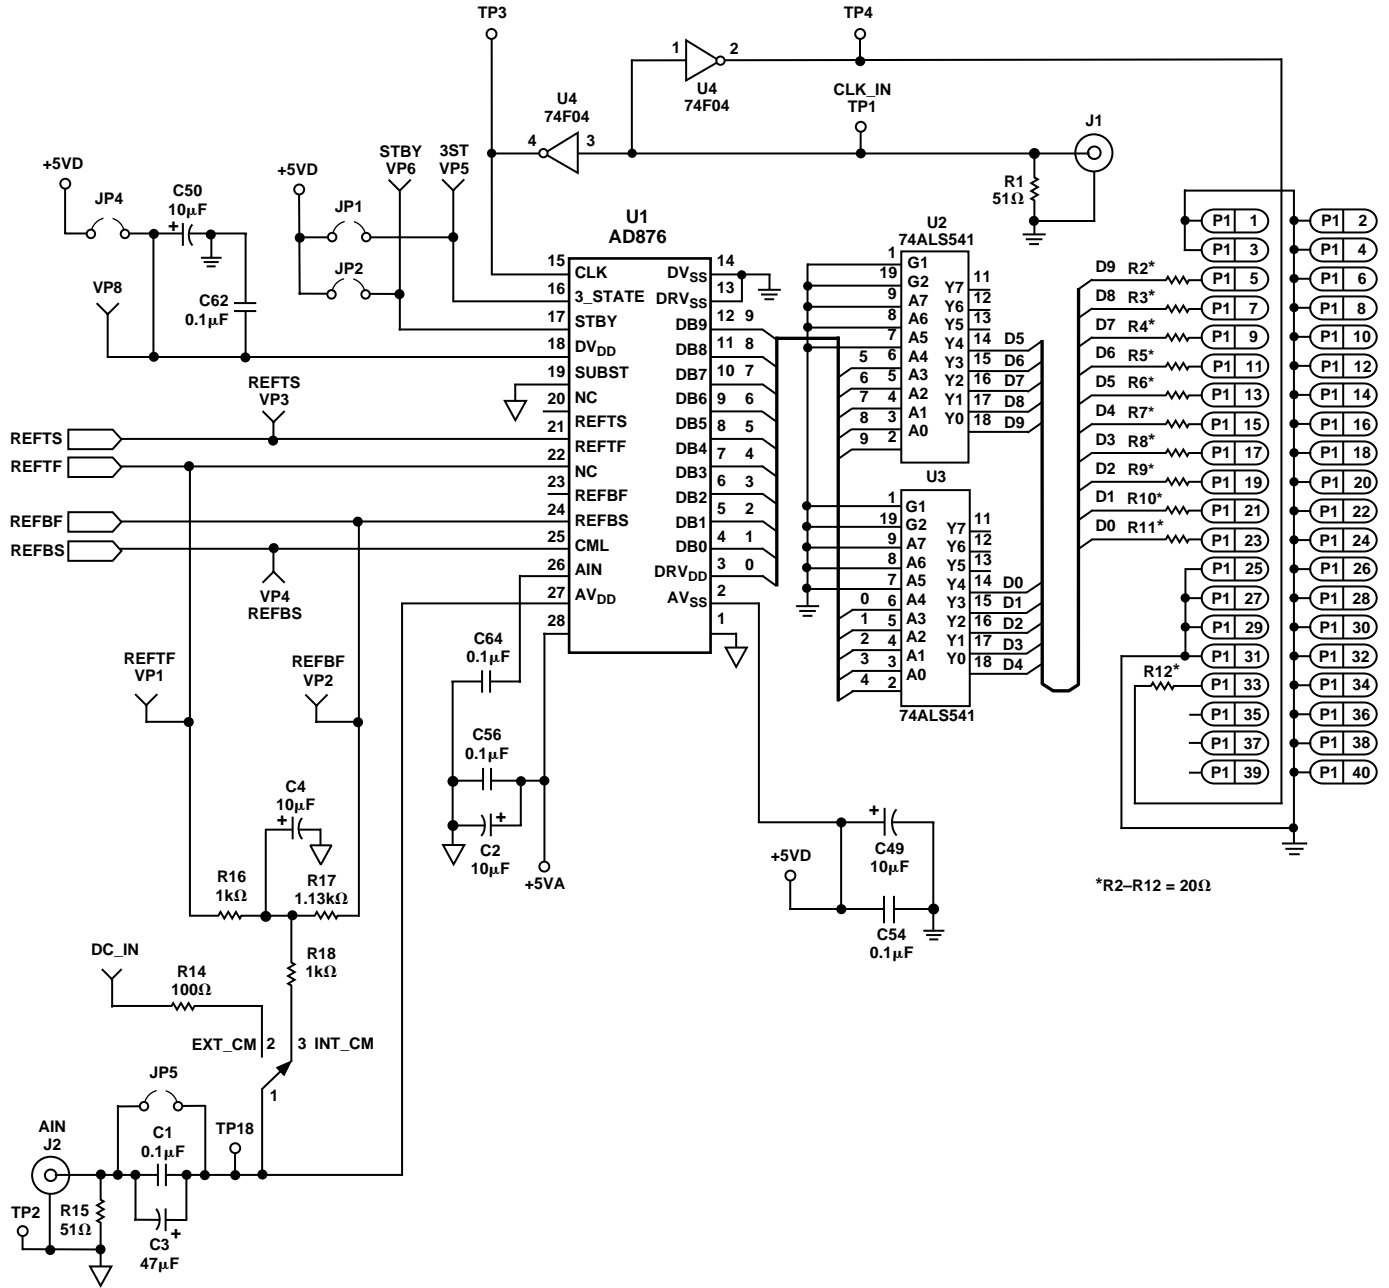 TP3
TP4
1
2
U4
74F04
CLK_IN
TP1
U4
74F04
4
3
J1
R1
51Ω
+5VD
JP4
C50
10µF
+
+5VD
STBY
VP6
3ST
VP5
JP1
JP2
VP8
C62
0.1µF
U1
AD876
15
CLK
16
3_STATE
17
STBY
18
DVDD
19
SUBST
20
NC
REFTS
21
REFTF
22
NC
23
REFBF
24
REFBS
25
CML
26
AIN
27
AVDD
28
DVSS
14
DRVSS
13
DB9
12
9
DB8
11
8
DB7
10
7
DB6
9
6
DB5
8
5
DB4
7
4
DB3
6
3
DB2
5
2
DB1
4
1
DB0
3
0
DRVDD
2
AVSS
1
REFTS
VP3
REFTS
REFTF
REFBF
REFBS
VP4
REFBS
REFTF
VP1
REFBF
VP2
U2
74ALS541
1
G1
19
G2
9
A7
8
A6
7
A5
5
6
A4
6
5
A3
7
4
A2
8
3
A1
9
2
A0
Y7
11
Y6
12
Y5
13
Y4
14
D5
Y3
15
D6
Y2
16
D7
Y1
17
D8
Y0
18
D9
U3
1
G1
19
G2
9
A7
8
A6
7
A5
0
6
A4
1
5
A3
2
4
A2
3
3
A1
4
2
A0
Y7
11
Y6
12
Y5
13
Y4
14
D0
Y3
15
D1
Y2
16
D2
Y1
17
D3
Y0
18
D4
74ALS541
P1 1
P1 2
P1 3
P1 4
D9 R2*
P1 5
P1 6
D8 R3*
P1 7
P1 8
D7 R4*
P1 9
P1 10
D6 R5*
P1 11
P1 12
D5 R6*
P1 13
P1 14
D4 R7*
P1 15
P1 16
D3 R8*
P1 17
P1 18
D2 R9*
P1 19
P1 20
D1 R10*
P1 21
P1 22
D0 R11*
P1 23
P1 24
P1 25
P1 26
P1 27
P1 28
P1 29
P1 30
P1 31
P1 32
R12*
P1 33
P1 34
P1 35
P1 36
P1 37
P1 38
P1 39
P1 40
*R2–R12 = 20Ω
C64
0.1µF
C56
0.1µF
+
C2
10µF
+5VA
+
C49
10µF
+5VD
C54
0.1µF
C4
10µF
+
R16
1kΩ
R17
1.13kΩ
R18
1kΩ
DC_IN
R14
100Ω
EXT_CM 2
3 INT_CM
1
JP5
AIN
J2
C1
0.1µF
TP18
TP2
R15
51Ω
+
C3
47µF